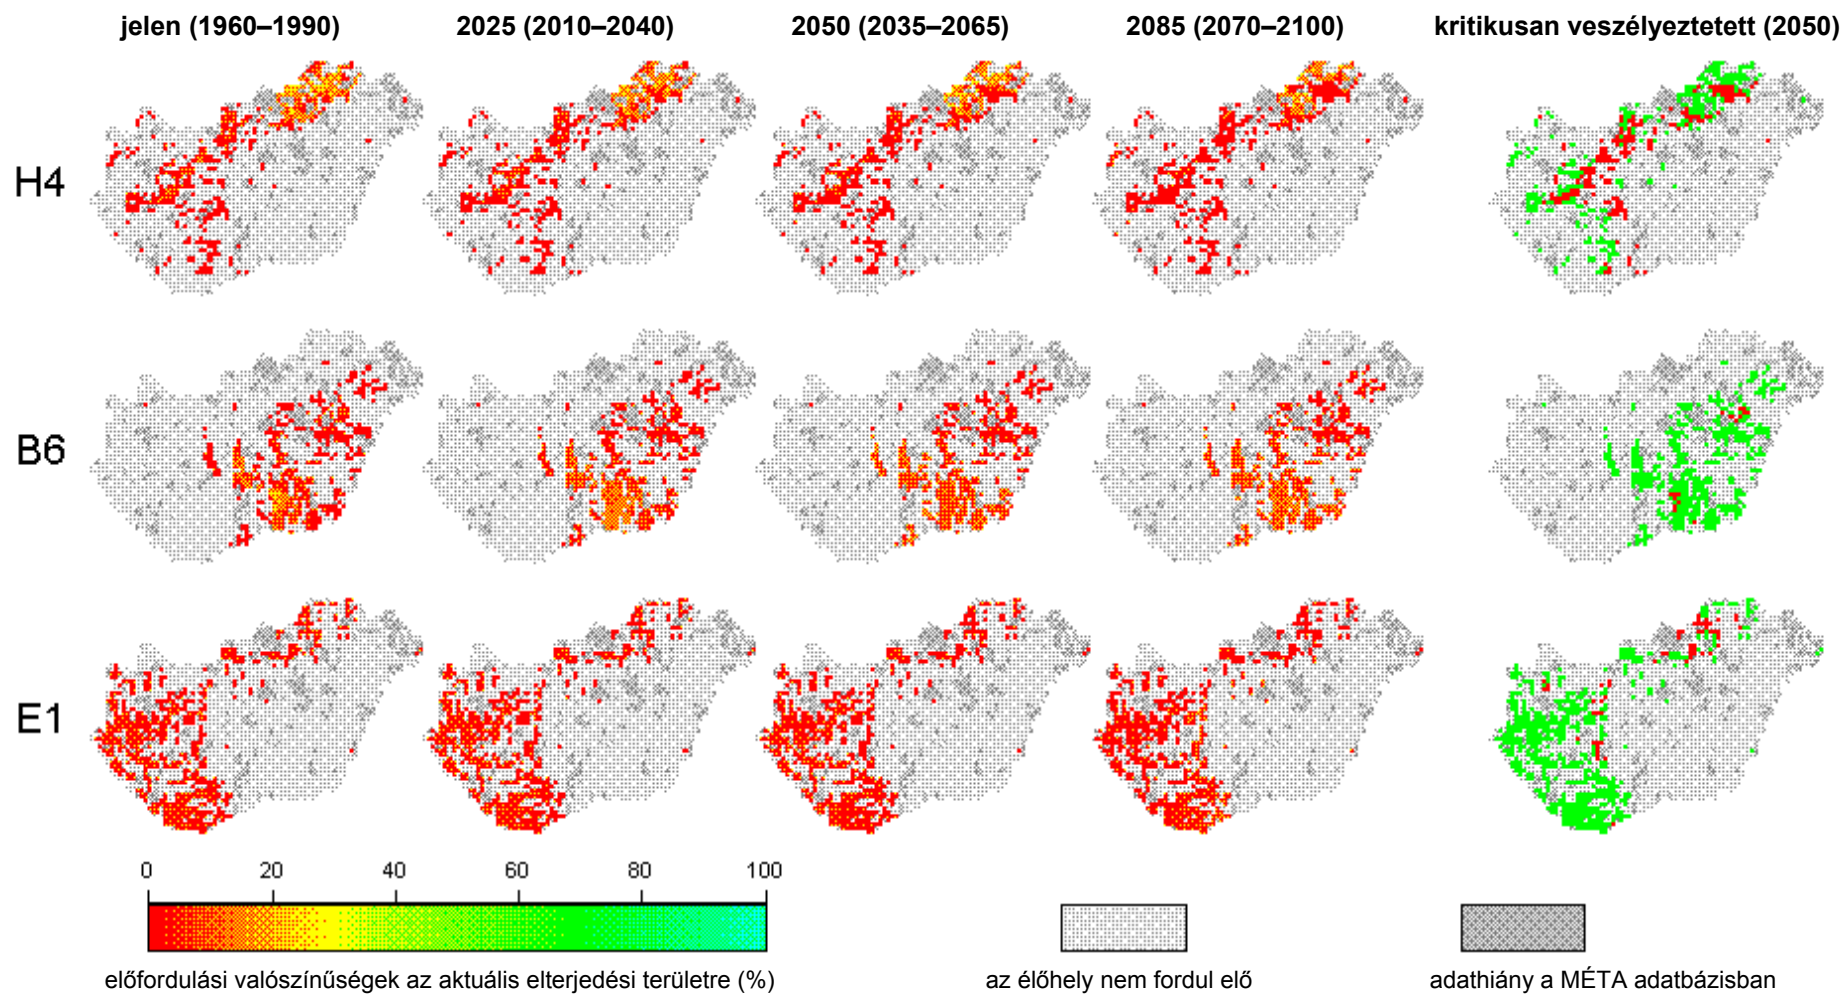 jelen (1960–1990) 2025 (2010–2040) 2050 (2035–2065) 2085 (2070–2100) kritikusan veszélyeztetett (2050)
H4
B6
E1
0 20 40 60 80 100
előfordulási valószínűségek az aktuális elterjedési területre (%) az élőhely nem fordul elő adathiány a MÉTA adatbázisban